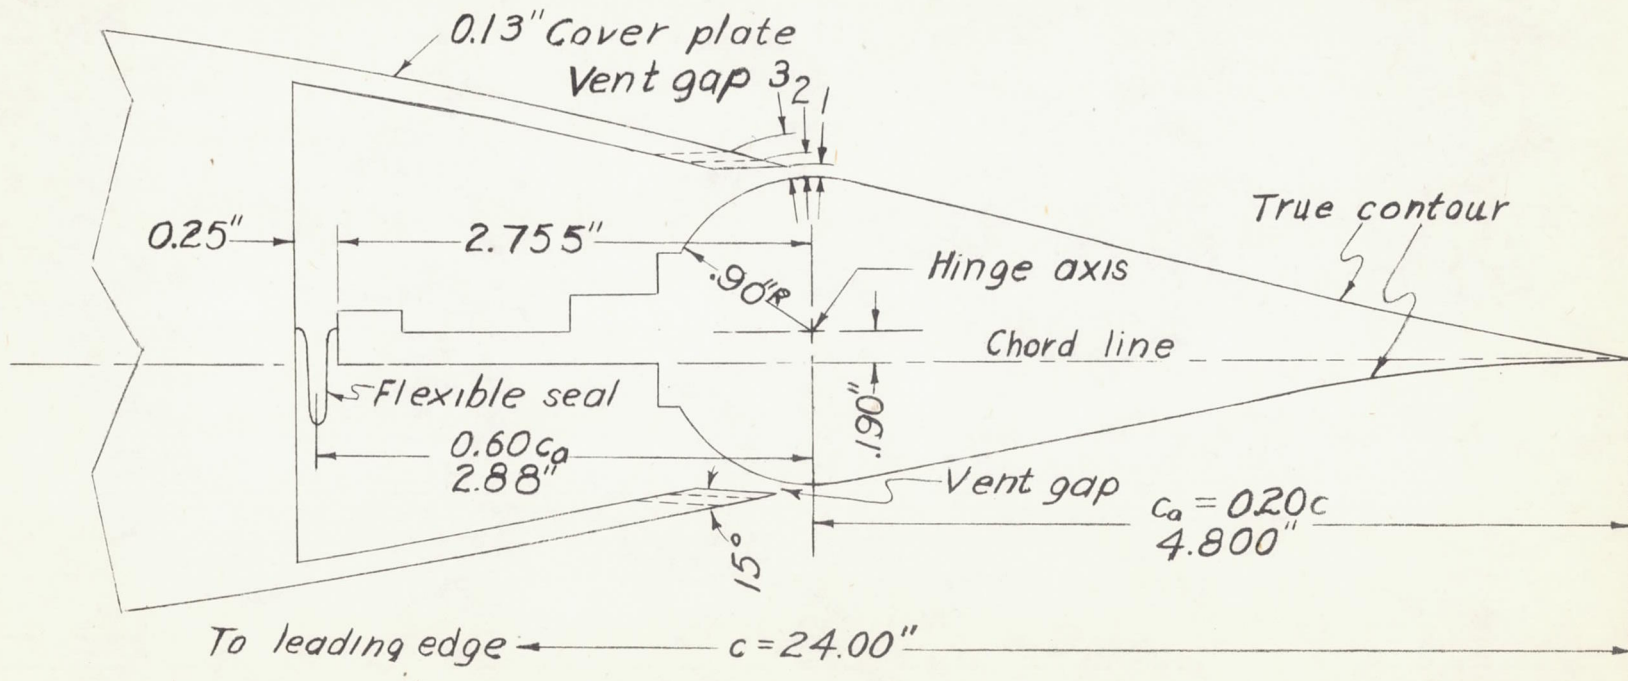 0.13" Cover plate
Vent gap 3 2 1
True contour
0.25"
2.755"
.90"R
Hinge axis
Chord line
Flexible seal
.190"
0.60ca
2.88"
Vent gap
ca = 0.20c
4.800"
15°
To leading edge
c = 24.00"